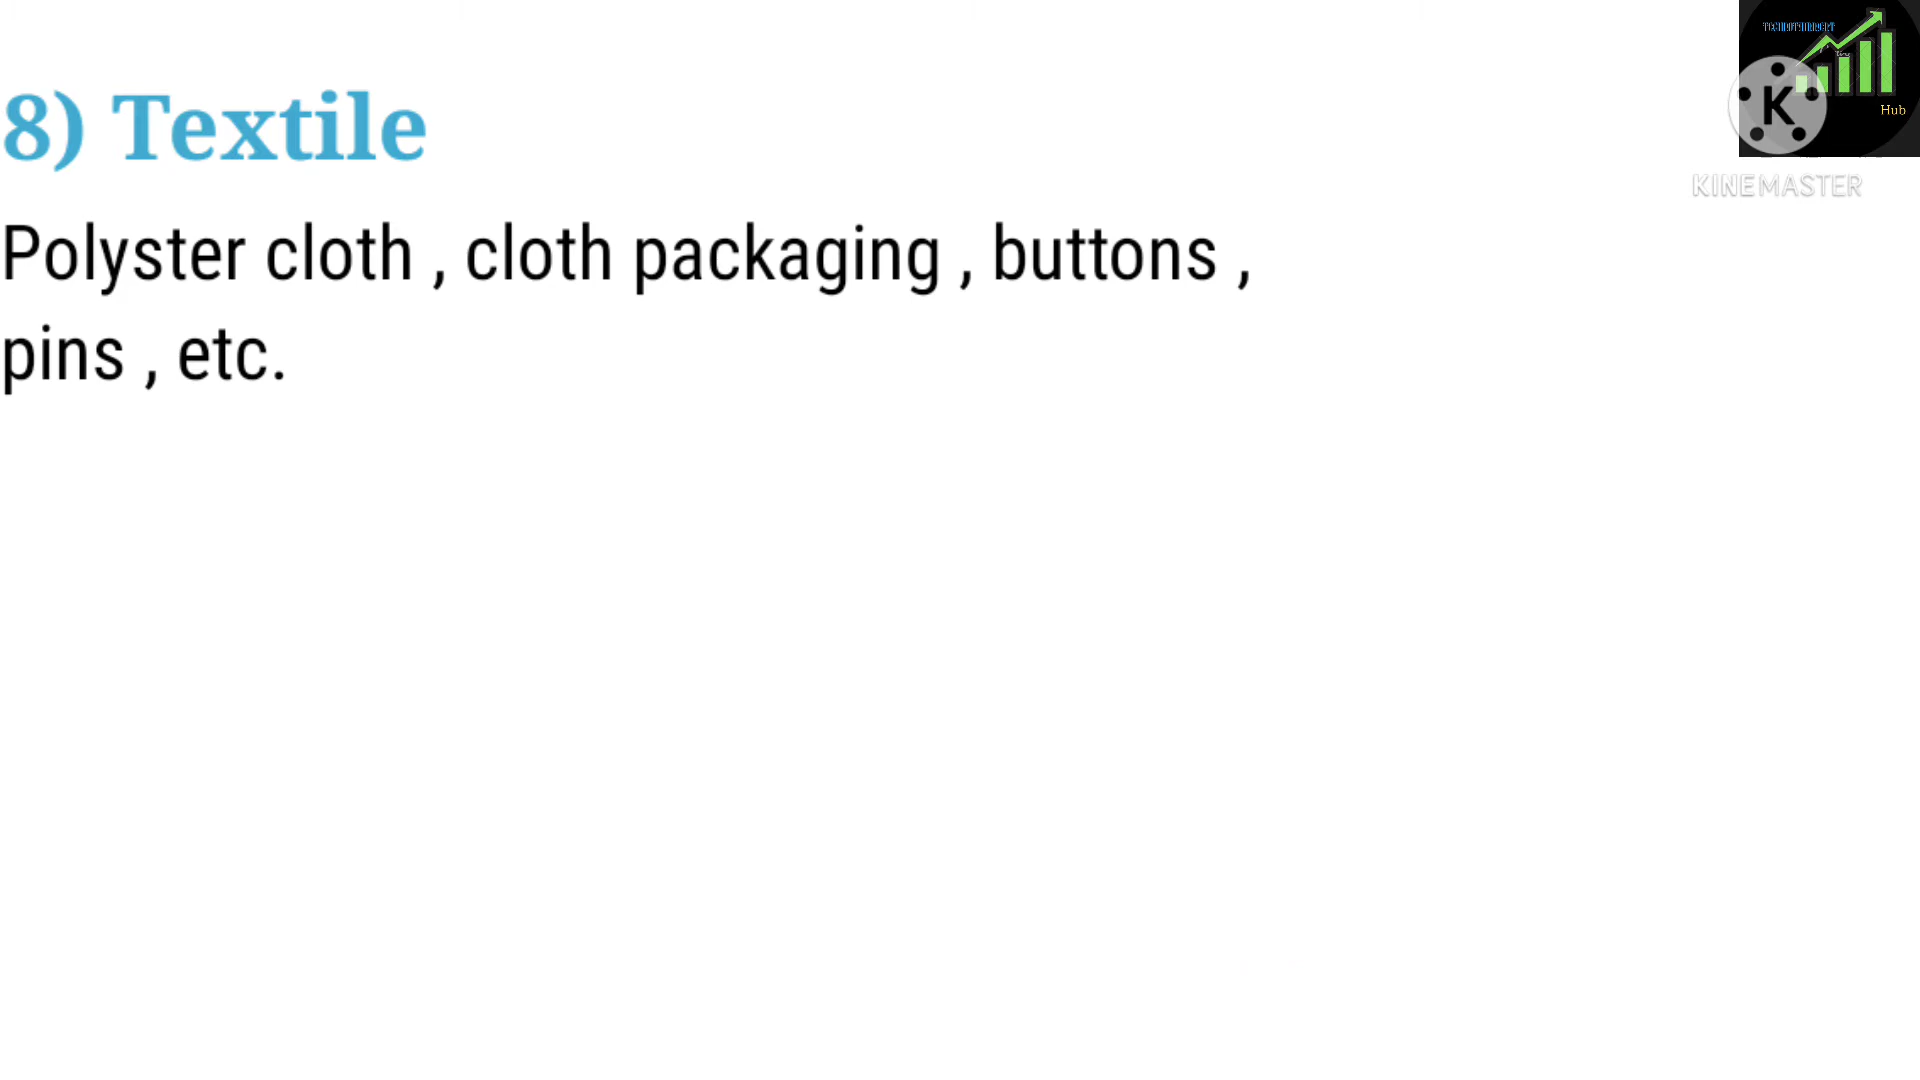 8) Textile
Polyster cloth , cloth packaging , buttons ,
pins , etc.
Hub
K
KINEMASTER